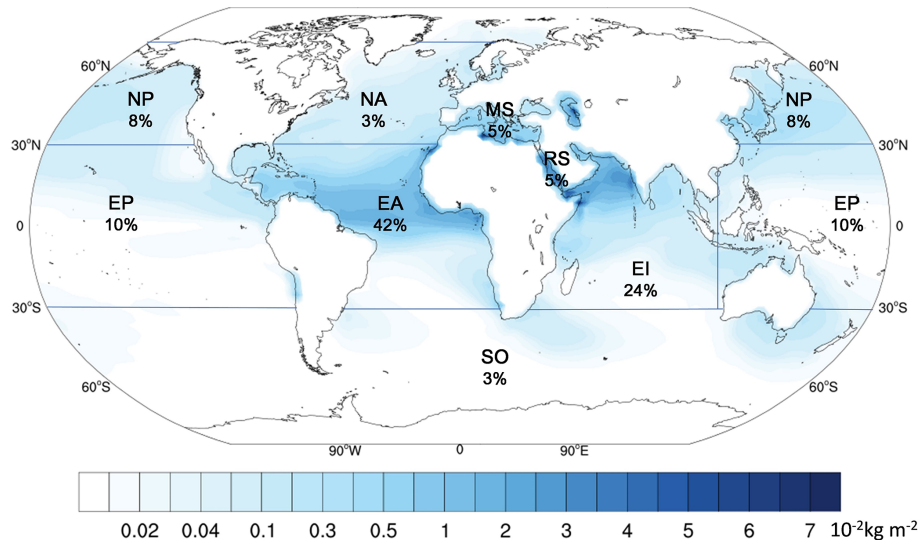 60°N
60°N
NP
8%
NA
3%
MS
5%
NP
8%
30°N
30°N
RS
5%
EP
10%
EA
42%
EP
10%
0
0
EI
24%
30°S
30°S
SO
3%
60°S
60°S
90°W 0 90°E
0.02 0.04 0.1 0.3 0.5 1 2 3 4 5 6 7 10⁻²kg m⁻²